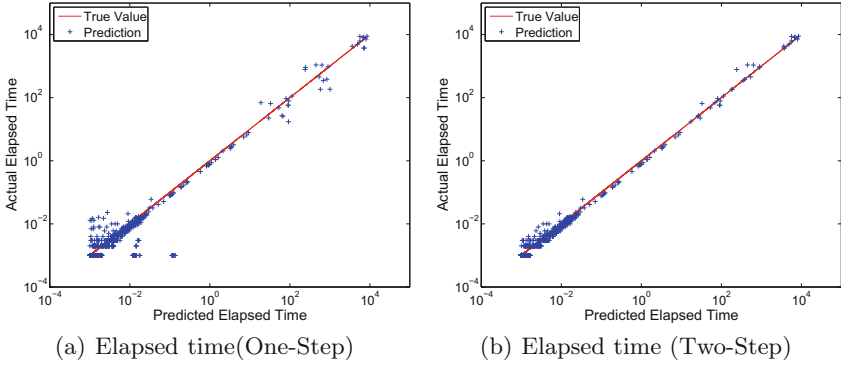 True Value
Prediction
Actual Elapsed Time
10^4
10^2
10^0
10^−2
10^−4
10^−4
10^−2
10^0
10^2
10^4
Predicted Elapsed Time
(a) Elapsed time(One-Step)
True Value
Prediction
Actual Elapsed Time
10^4
10^2
10^0
10^−2
10^−4
10^−4
10^−2
10^0
10^2
10^4
Predicted Elapsed Time
(b) Elapsed time (Two-Step)